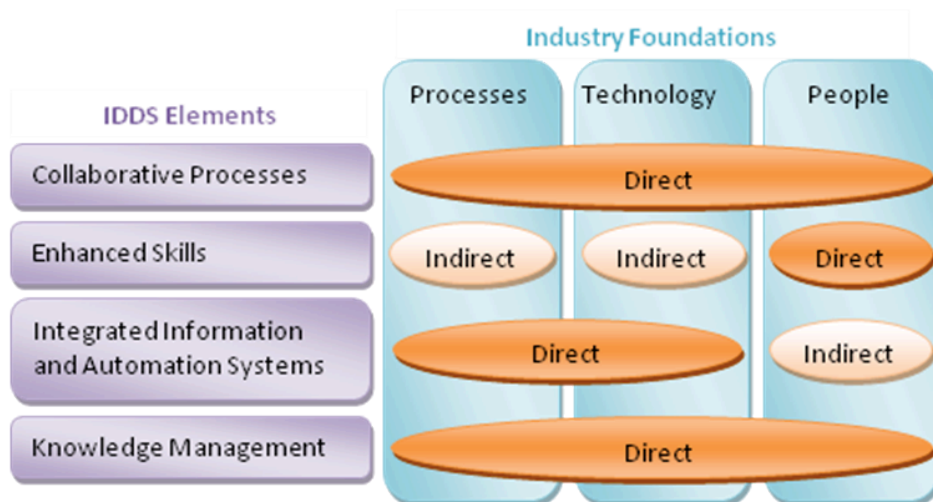 Industry Foundations
IDDS Elements
Processes
Technology
People
Collaborative Processes
Direct
Enhanced Skills
Indirect
Indirect
Direct
Integrated Information
and Automation Systems
Direct
Indirect
Knowledge Management
Direct